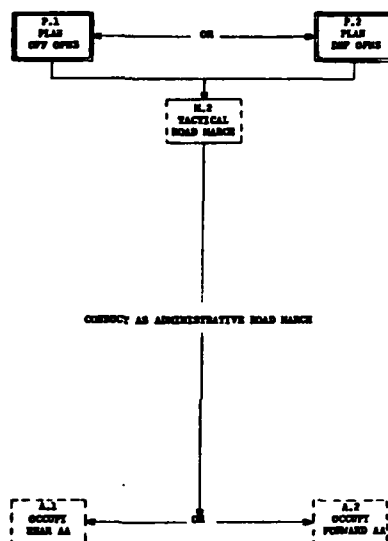 P.1
PLAN
OFF OPNS
OR
P.2
PLAN
DEF OPNS
M.2
TACTICAL
ROAD MARCH
CONDUCT AS ADMINISTRATIVE ROAD MARCH
A.1
OCCUPY
REAR AA
OR
A.2
OCCUPY
FORWARD AA